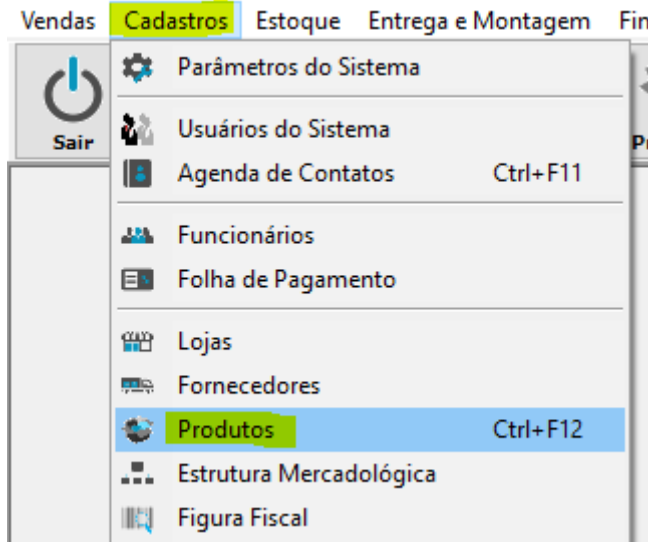 Vendas Cadastros Estoque Entrega e Montagem
Parâmetros do Sistema
Sair
Usuários do Sistema
Agenda de Contatos Ctrl+F11
Funcionários
Folha de Pagamento
Lojas
Fornecedores
Produtos Ctrl+F12
Estrutura Mercadológica
Figura Fiscal